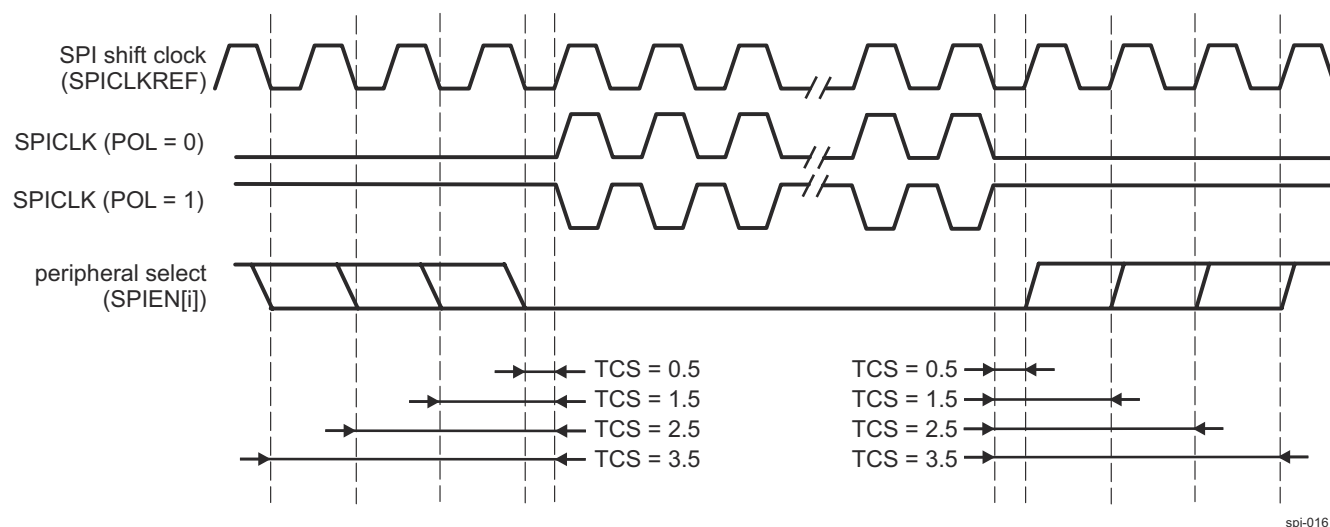 SPI shift clock
(SPICLKREF)
SPICLK (POL = 0)
SPICLK (POL = 1)
peripheral select
(SPIEN[i])
TCS = 0.5
TCS = 1.5
TCS = 2.5
TCS = 3.5
TCS = 0.5
TCS = 1.5
TCS = 2.5
TCS = 3.5
spi-016